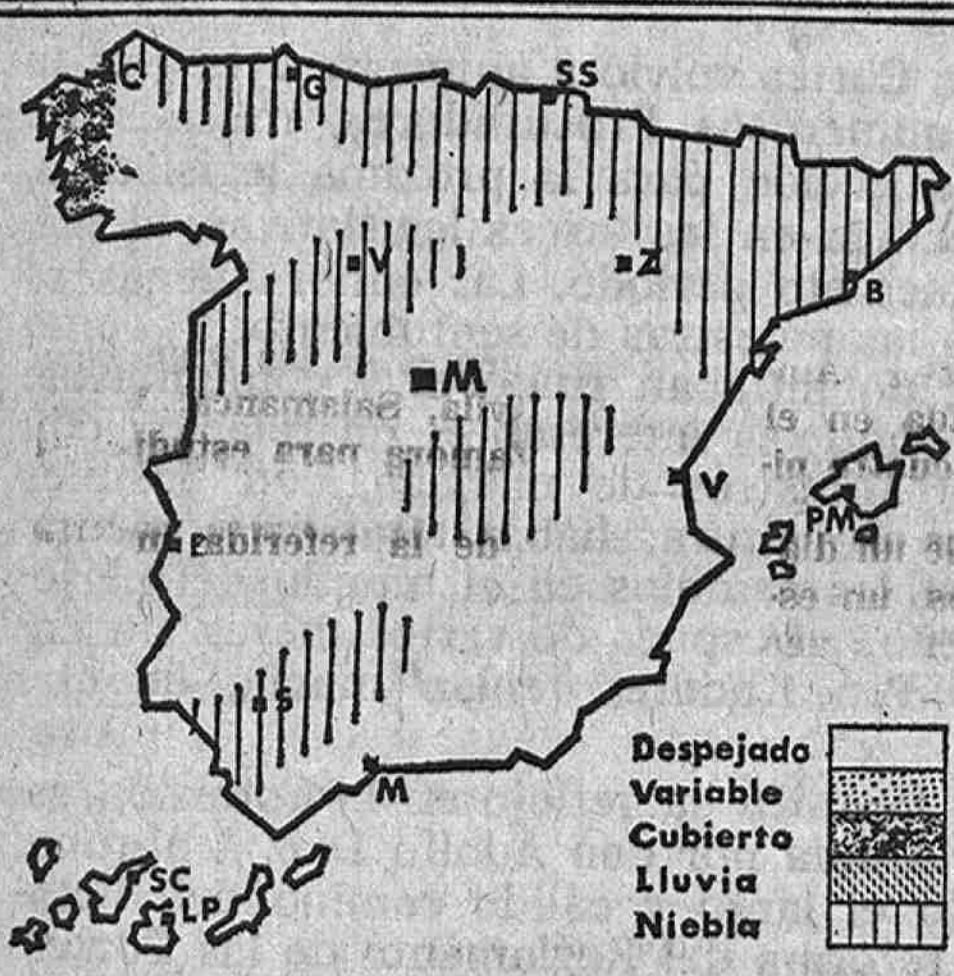 C
G
SS
V
Z
B
M
V
PM
S
M
SC
LP
Despejado
Variable
Cubierto
Lluvia
Niebla